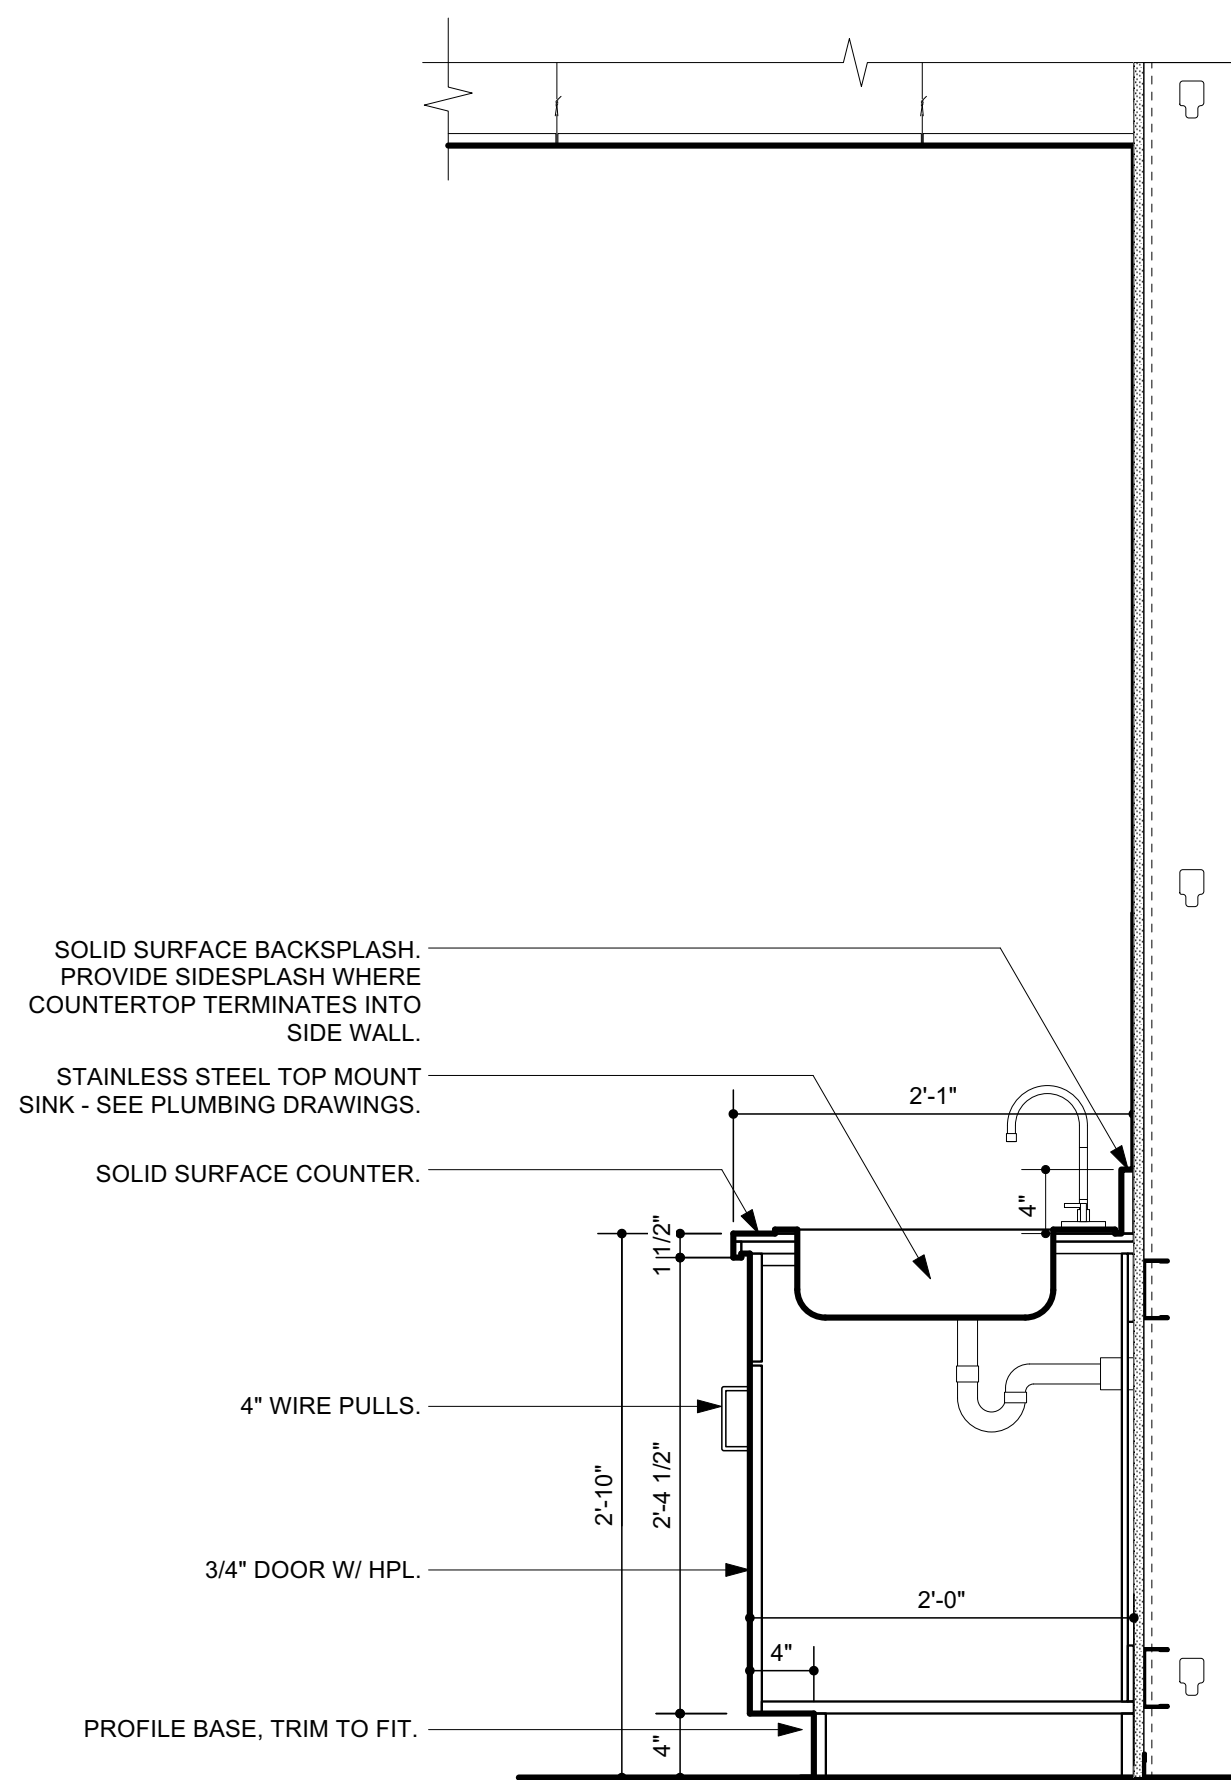 SOLID SURFACE BACKSPLASH.
PROVIDE SIDESPLASH WHERE
COUNTERTOP TERMINATES INTO
SIDE WALL.
STAINLESS STEEL TOP MOUNT
SINK - SEE PLUMBING DRAWINGS.
2'-1"
SOLID SURFACE COUNTER.
4"
1 1/2"
4" WIRE PULLS.
2'-10"
2'-4 1/2"
3/4" DOOR W/ HPL.
2'-0"
4"
PROFILE BASE, TRIM TO FIT.
4"